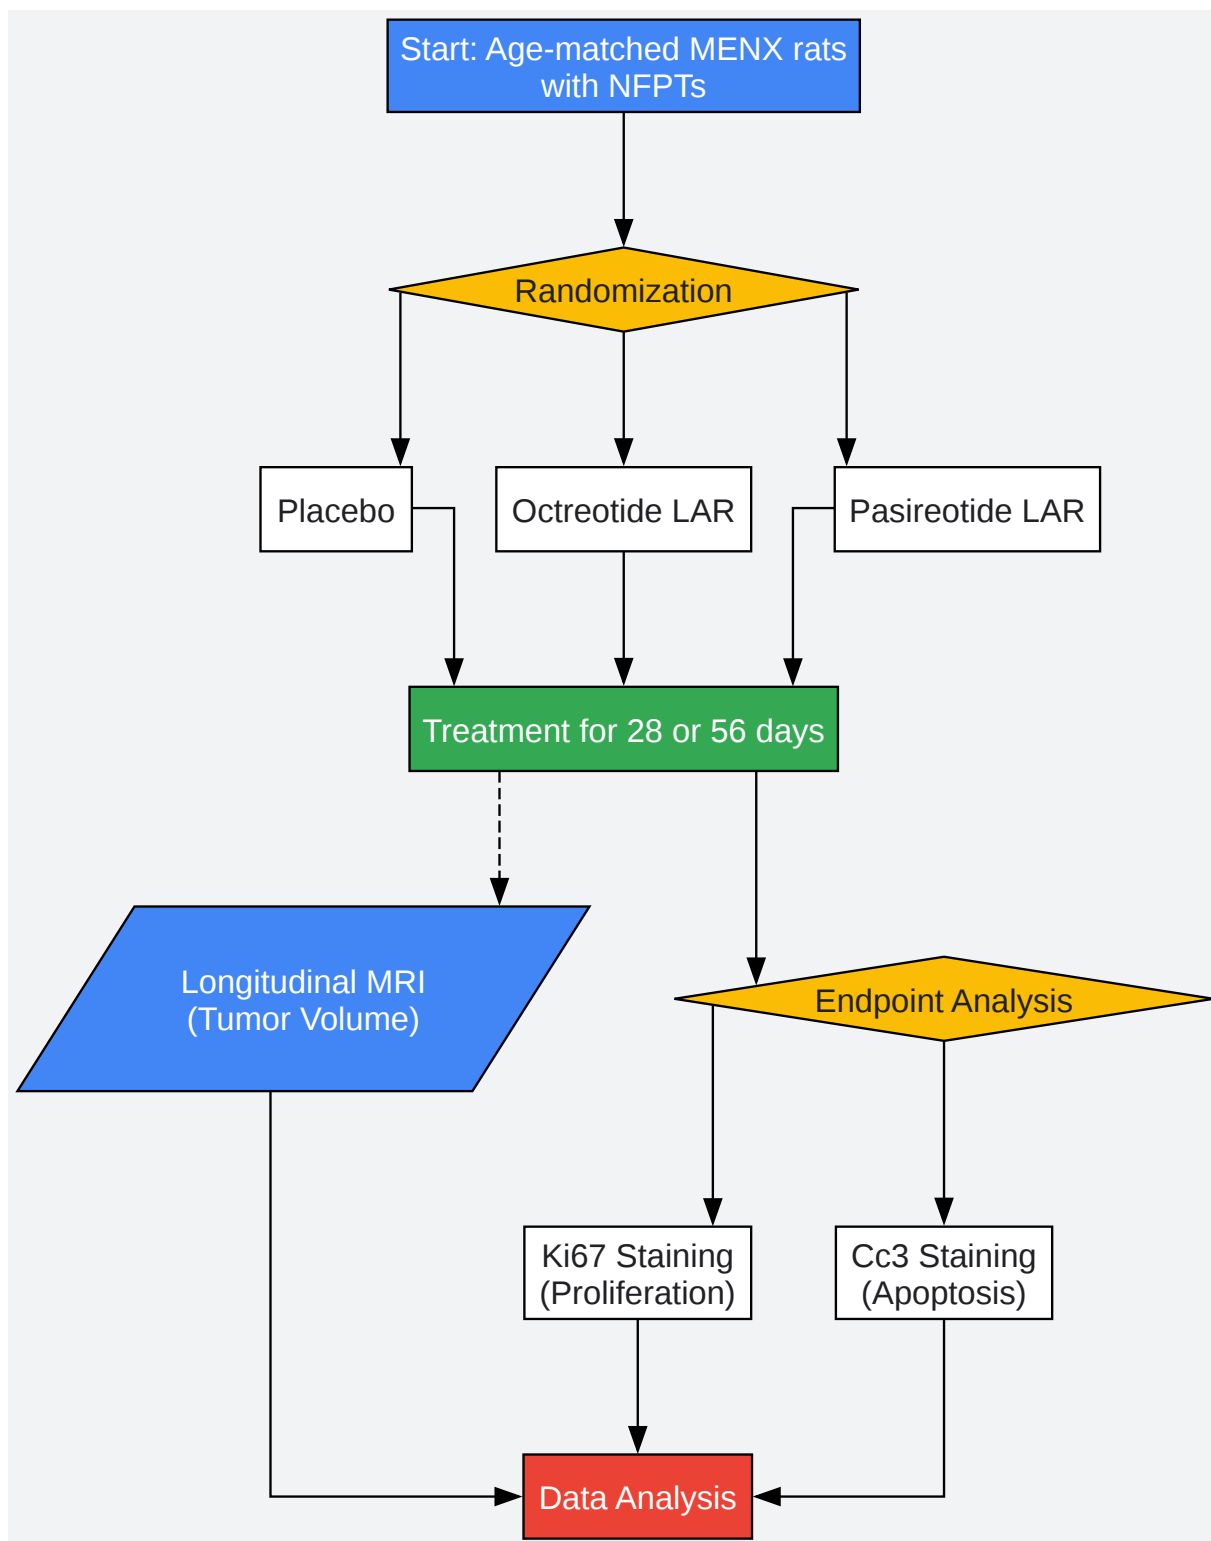 Start: Age-matched MENX rats
with NFPTs
Randomization
Placebo
Octreotide LAR
Pasireotide LAR
Treatment for 28 or 56 days
Longitudinal MRI
(Tumor Volume)
Endpoint Analysis
Ki67 Staining
(Proliferation)
Cc3 Staining
(Apoptosis)
Data Analysis